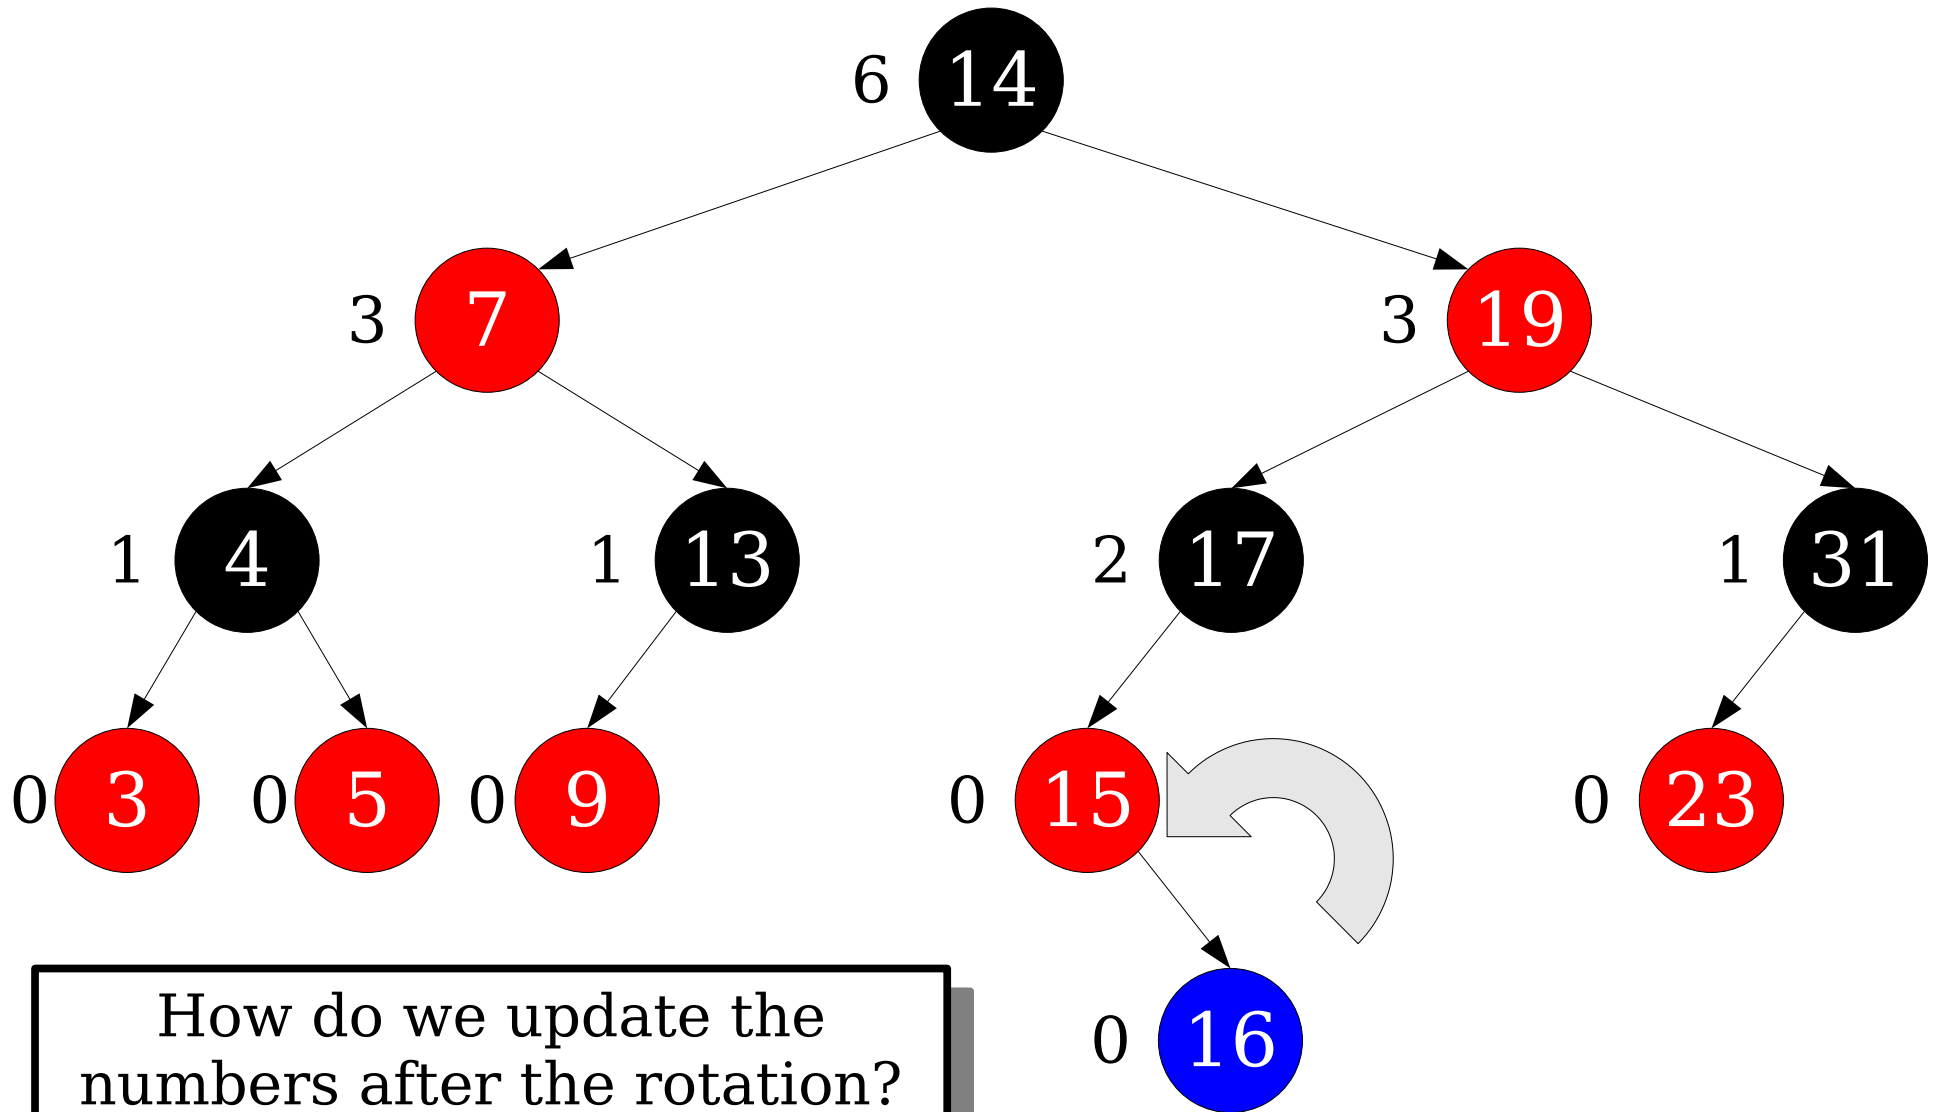 6 14
3 7 3 19
1 4 1 13 2 17 1 31
0 3 0 5 0 9 0 15 0 23
0 16
How do we update the
numbers after the rotation?